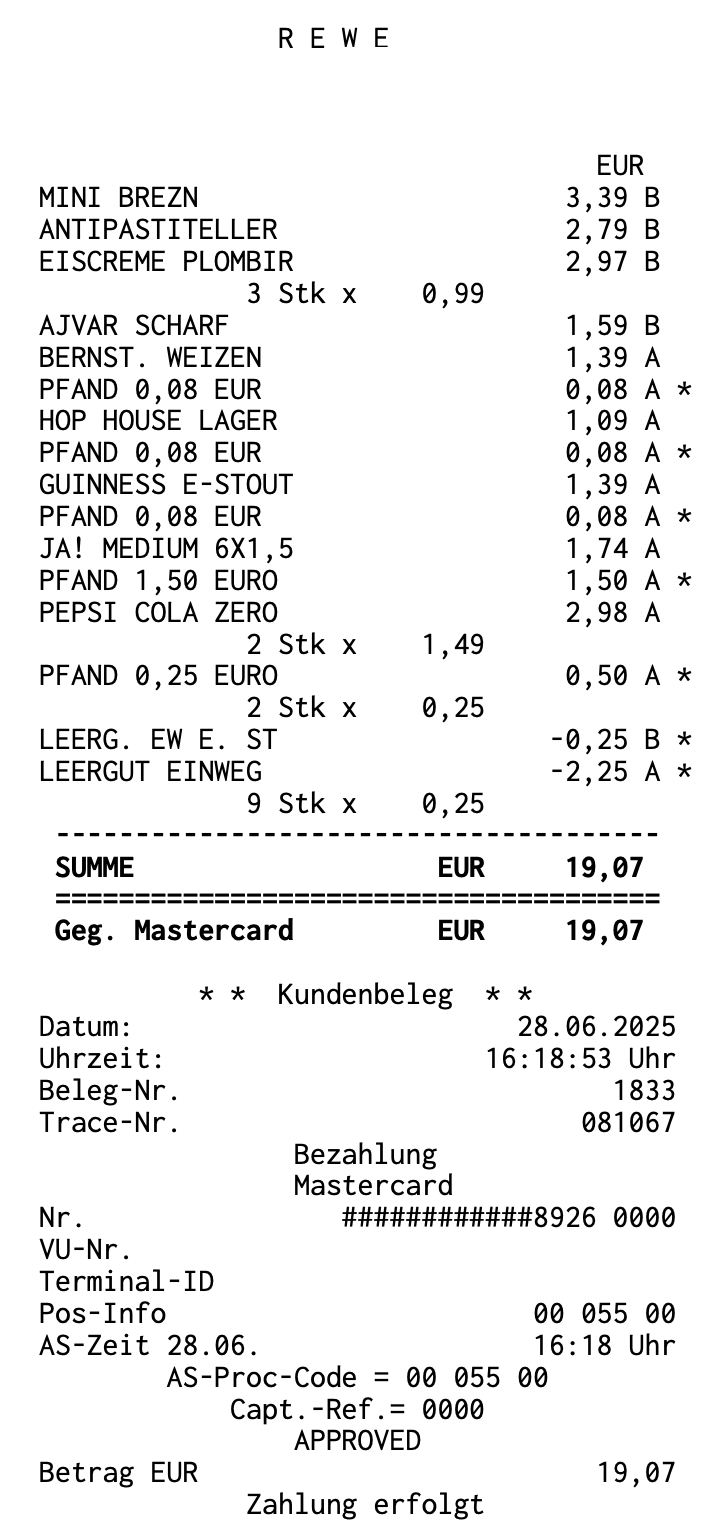 R E W E
EUR
MINI BREZN 3,39 B
ANTIPASTITELLER 2,79 B
EISCREME PLOMBIR 2,97 B
3 Stk x 0,99
AJVAR SCHARF 1,59 B
BERNST. WEIZEN 1,39 A
PFAND 0,08 EUR 0,08 A *
HOP HOUSE LAGER 1,09 A
PFAND 0,08 EUR 0,08 A *
GUINNESS E-STOUT 1,39 A
PFAND 0,08 EUR 0,08 A *
JA! MEDIUM 6X1,5 1,74 A
PFAND 1,50 EURO 1,50 A *
PEPSI COLA ZERO 2,98 A
2 Stk x 1,49
PFAND 0,25 EURO 0,50 A *
2 Stk x 0,25
LEERG. EW E. ST -0,25 B *
LEERGUT EINWEG -2,25 A *
9 Stk x 0,25
--------------------------------------
SUMME EUR 19,07
======================================
Geg. Mastercard EUR 19,07
* * Kundenbeleg * *
Datum: 28.06.2025
Uhrzeit: 16:18:53 Uhr
Beleg-Nr. 1833
Trace-Nr. 081067
Bezahlung
Mastercard
Nr. ############8926 0000
VU-Nr.
Terminal-ID
Pos-Info 00 055 00
AS-Zeit 28.06. 16:18 Uhr
AS-Proc-Code = 00 055 00
Capt.-Ref.= 0000
APPROVED
Betrag EUR 19,07
Zahlung erfolgt